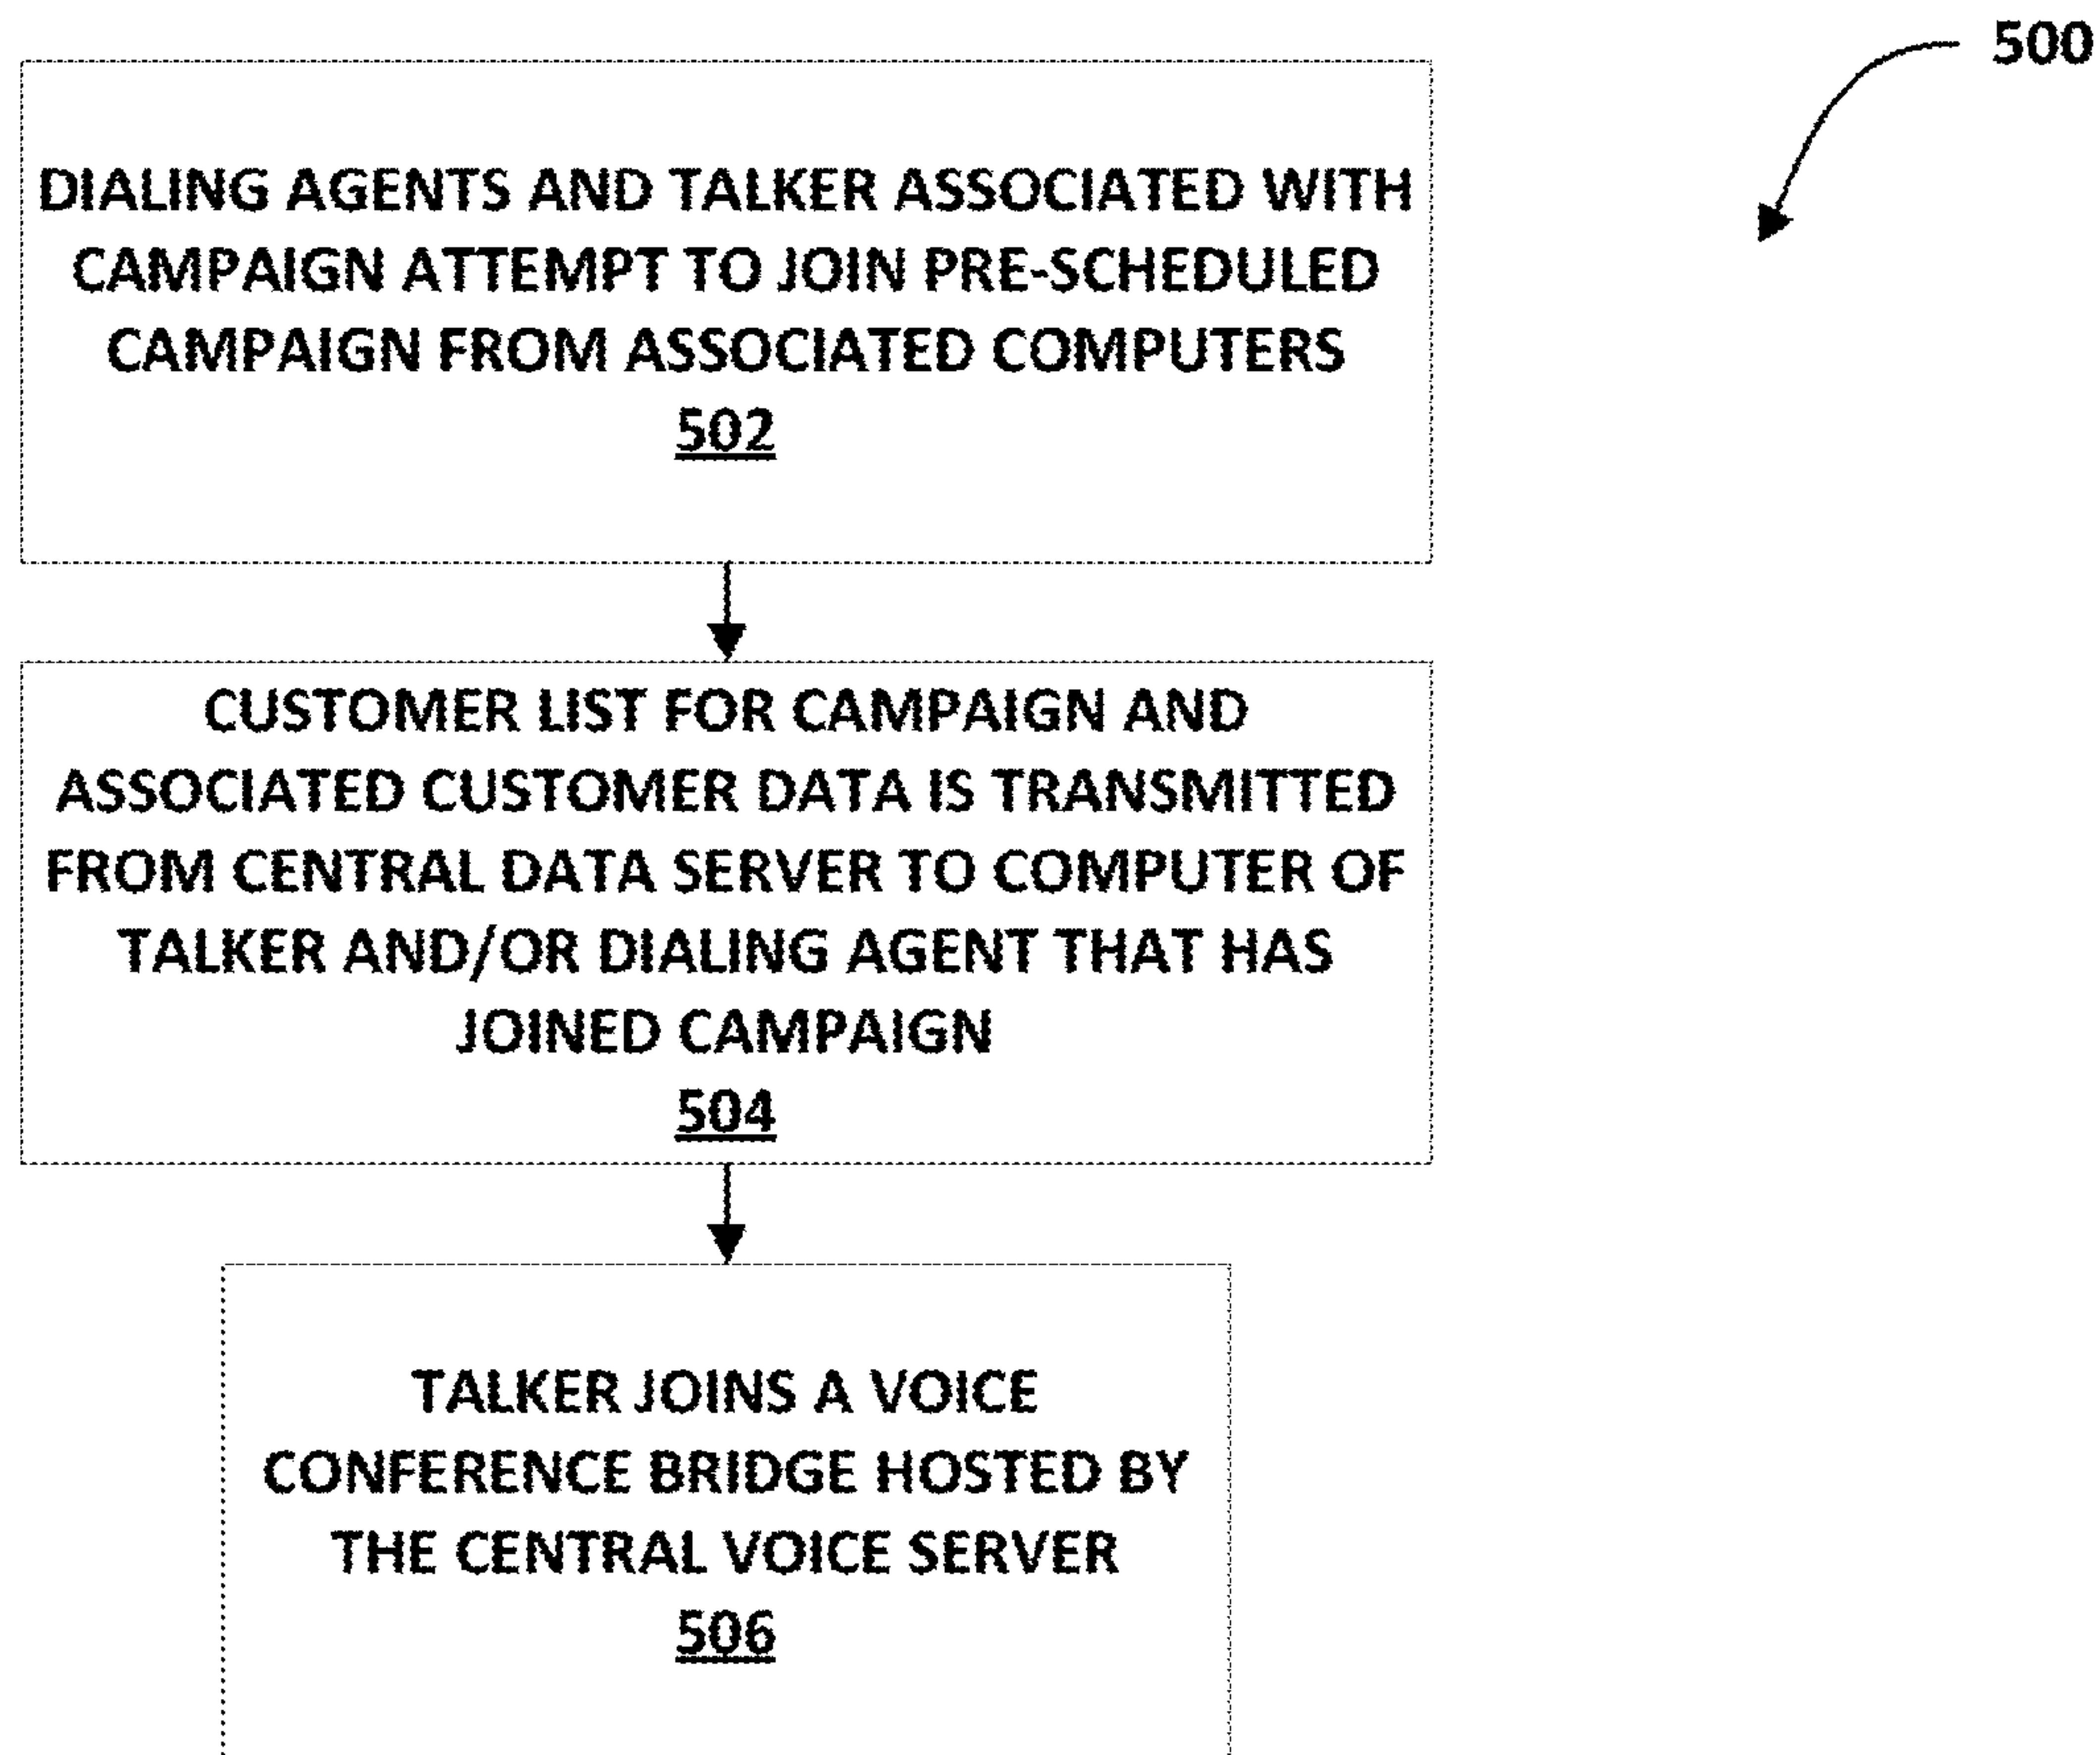 500
DIALING AGENTS AND TALKER ASSOCIATED WITH
CAMPAIGN ATTEMPT TO JOIN PRE-SCHEDULED
CAMPAIGN FROM ASSOCIATED COMPUTERS
502
CUSTOMER LIST FOR CAMPAIGN AND
ASSOCIATED CUSTOMER DATA IS TRANSMITTED
FROM CENTRAL DATA SERVER TO COMPUTER OF
TALKER AND/OR DIALING AGENT THAT HAS
JOINED CAMPAIGN
504
TALKER JOINS A VOICE
CONFERENCE BRIDGE HOSTED BY
THE CENTRAL VOICE SERVER
506